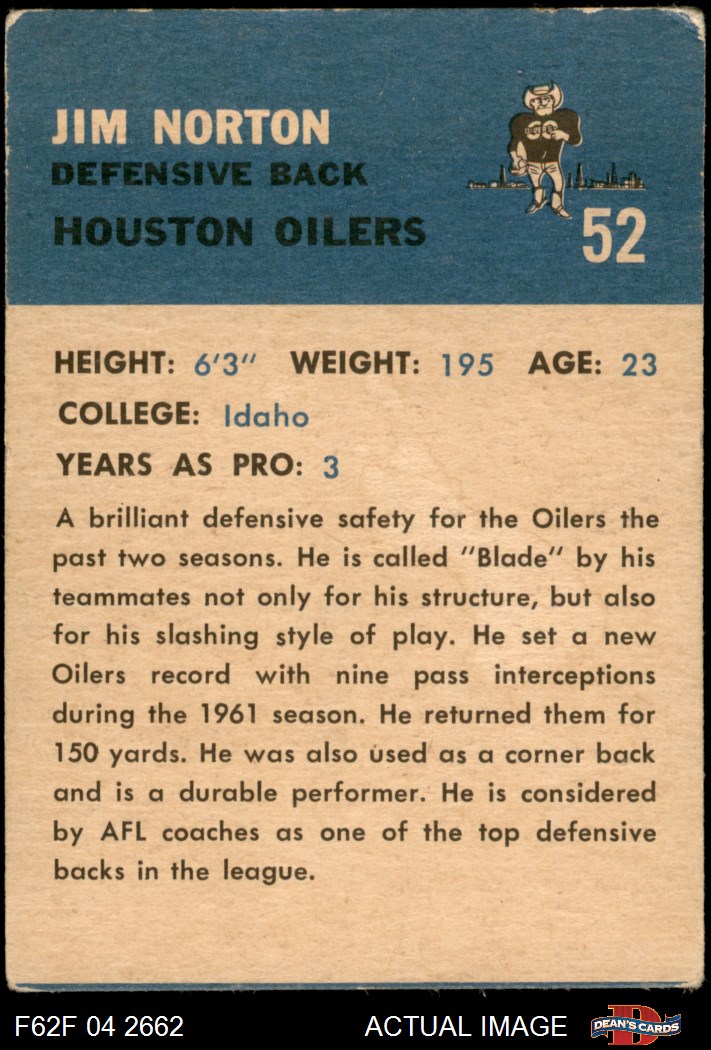 JIM NORTON
DEFENSIVE BACK
HOUSTON OILERS
52
HEIGHT: 6'3" WEIGHT: 195 AGE: 23
COLLEGE: Idaho
YEARS AS PRO: 3
A brilliant defensive safety for the Oilers the
past two seasons. He is called "Blade" by his
teammates not only for his structure, but also
for his slashing style of play. He set a new
Oilers record with nine pass interceptions
during the 1961 season. He returned them for
150 yards. He was also used as a corner back
and is a durable performer. He is considered
by AFL coaches as one of the top defensive
backs in the league.
F62F 04 2662 ACTUAL IMAGE D DEAN'S CARDS